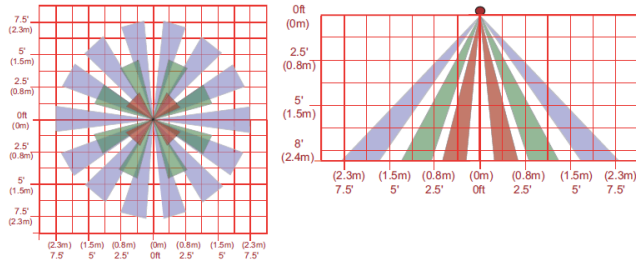 7.5'
(2.3m)
5'
(1.5m)
2.5'
(0.8m)
0ft
(0m)
2.5'
(0.8m)
5'
(1.5m)
7.5'
(2.3m)
(2.3m) (1.5m) (0.8m) (0m) (0.8m) (1.5m) (2.3m)
7.5' 5' 2.5' 0ft 2.5' 5' 7.5'
0ft
(0m)
2.5'
(0.8m)
5'
(1.5m)
8'
(2.4m)
(2.3m) (1.5m) (0.8m) (0m) (0.8m) (1.5m) (2.3m)
7.5' 5' 2.5' 0ft 2.5' 5' 7.5'